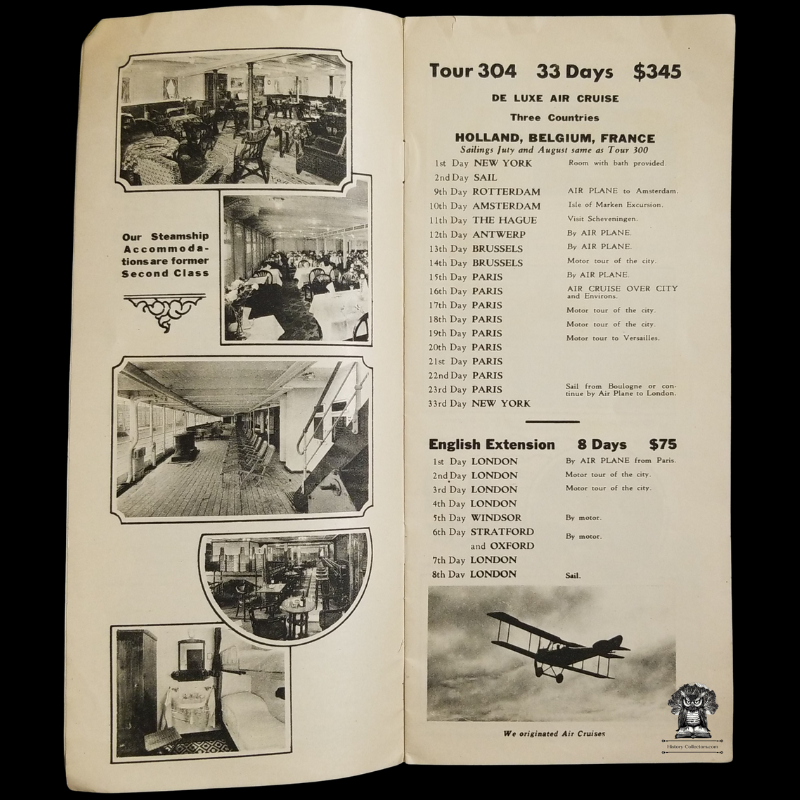 Our Steamship
Accommoda-
tions are former
Second Class
Tour 304 33 Days $345
DE LUXE AIR CRUISE
Three Countries
HOLLAND, BELGIUM, FRANCE
Sailings July and August same as Tour 300
1st Day NEW YORK Room with bath provided
2nd Day SAIL
9th Day ROTTERDAM AIR PLANE to Amsterdam.
10th Day AMSTERDAM Isle of Marken Excursion.
11th Day THE HAGUE Visit Scheveningen.
12th Day ANTWERP By AIR PLANE.
13th Day BRUSSELS By AIR PLANE.
14th Day BRUSSELS Motor tour of the city.
15th Day PARIS By AIR PLANE.
16th Day PARIS AIR CRUISE OVER CITY
and Environs.
17th Day PARIS Motor tour of the city.
18th Day PARIS Motor tour of the city.
19th Day PARIS Motor tour to Versailles.
20th Day PARIS
21st Day PARIS
22nd Day PARIS
23rd Day PARIS Sail from Boulogne or con-
tinue by Air Plane to London.
33rd Day NEW YORK
English Extension 8 Days $75
1st Day LONDON By AIR PLANE from Paris.
2nd Day LONDON Motor tour of the city.
3rd Day LONDON Motor tour of the city.
4th Day LONDON
5th Day WINDSOR By motor.
6th Day STRATFORD By motor.
and OXFORD
7th Day LONDON
8th Day LONDON Sail.
We originated Air Cruises
History-Collectors.com